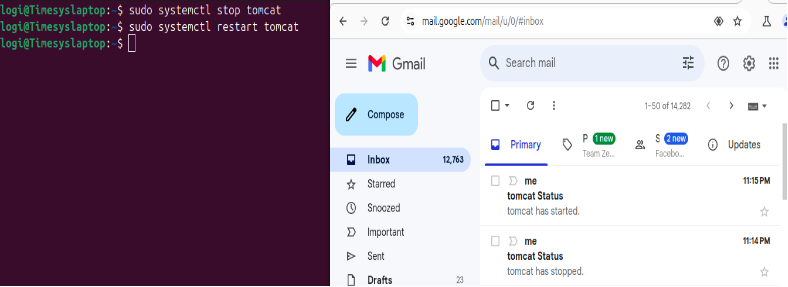 logi@Timesyslaptop:~$ sudo systemctl stop tomcat
logi@Timesyslaptop:~$ sudo systemctl restart tomcat
logi@Timesyslaptop:~$
mail.google.com/mail/u/0/#inbox
Gmail
Search mail
Compose
1-50 of 14,282
Inbox 12,763
Starred
Snoozed
Important
Sent
Drafts 23
Primary
P 1 new
Team Ze...
S 2 new
Facebo...
Updates
me 11:15 PM
tomcat Status
tomcat has started.
me 11:14 PM
tomcat Status
tomcat has stopped.